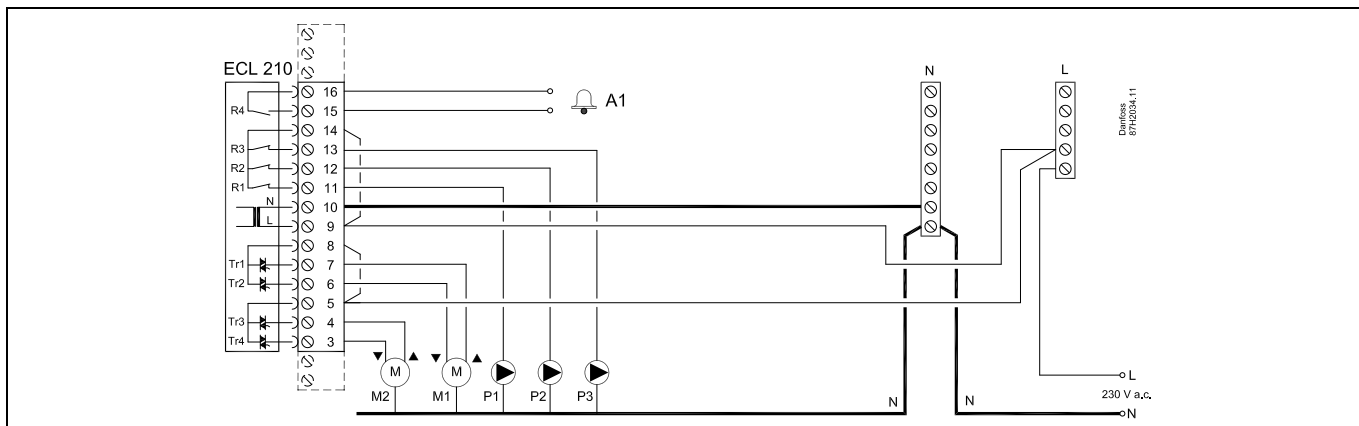 ECL 210
N
L
R4
16
A1
15
Danfoss
87H2034.11
14
R3
13
R2
12
R1
11
N
10
L
9
8
Tr1
7
Tr2
6
5
Tr3
4
Tr4
3
M
M
L
M2
M1
P1
P2
P3
N
N
230 V a.c.
N